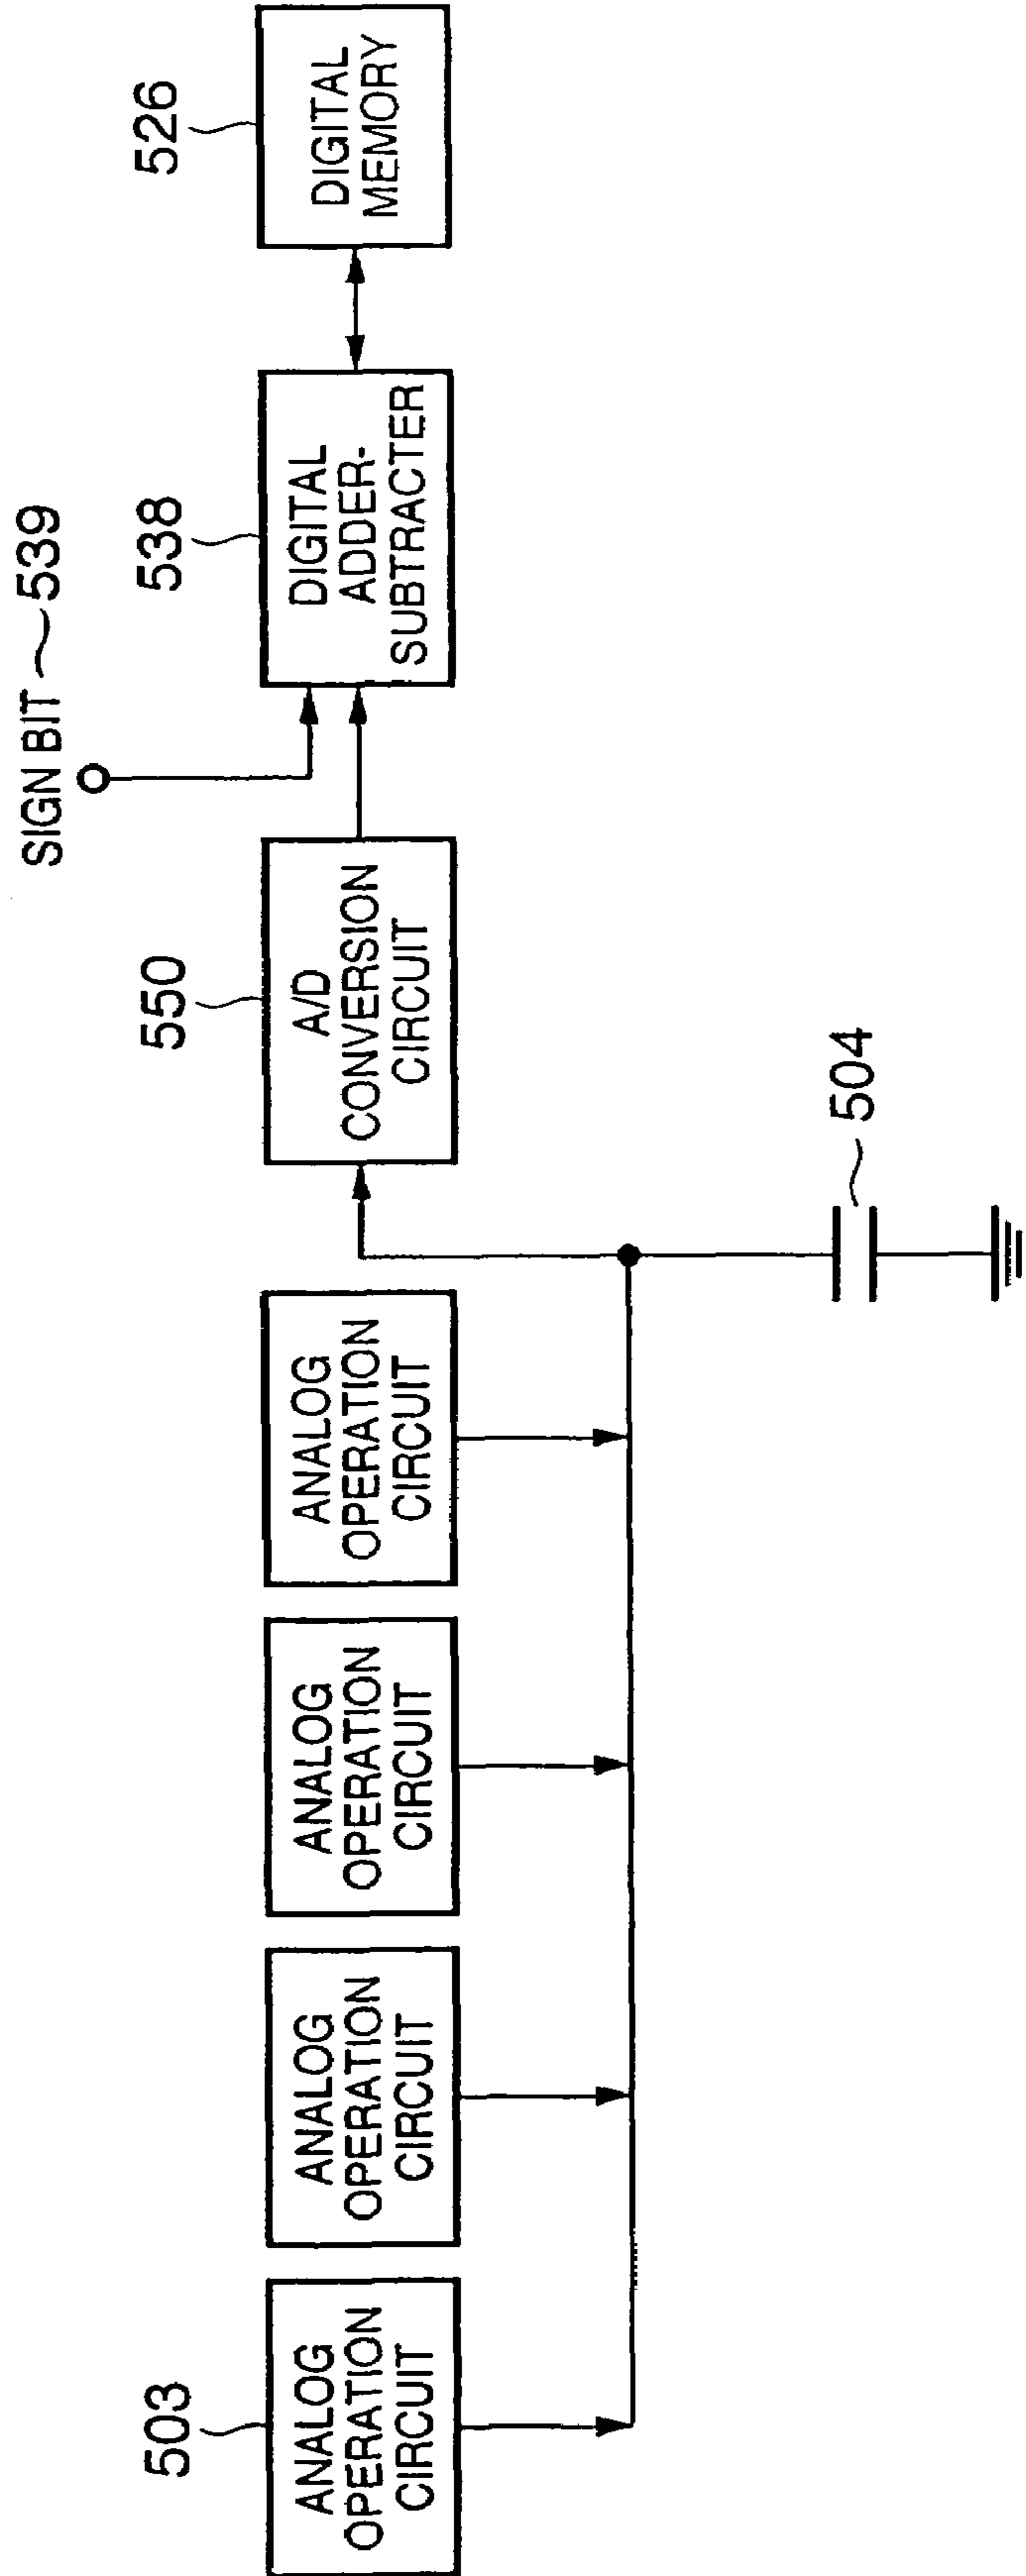 SIGN BIT ~539
503
550
538
526
ANALOG
OPERATION
CIRCUIT
ANALOG
OPERATION
CIRCUIT
ANALOG
OPERATION
CIRCUIT
ANALOG
OPERATION
CIRCUIT
A/D
CONVERSION
CIRCUIT
DIGITAL
ADDER-
SUBTRACTER
DIGITAL
MEMORY
504